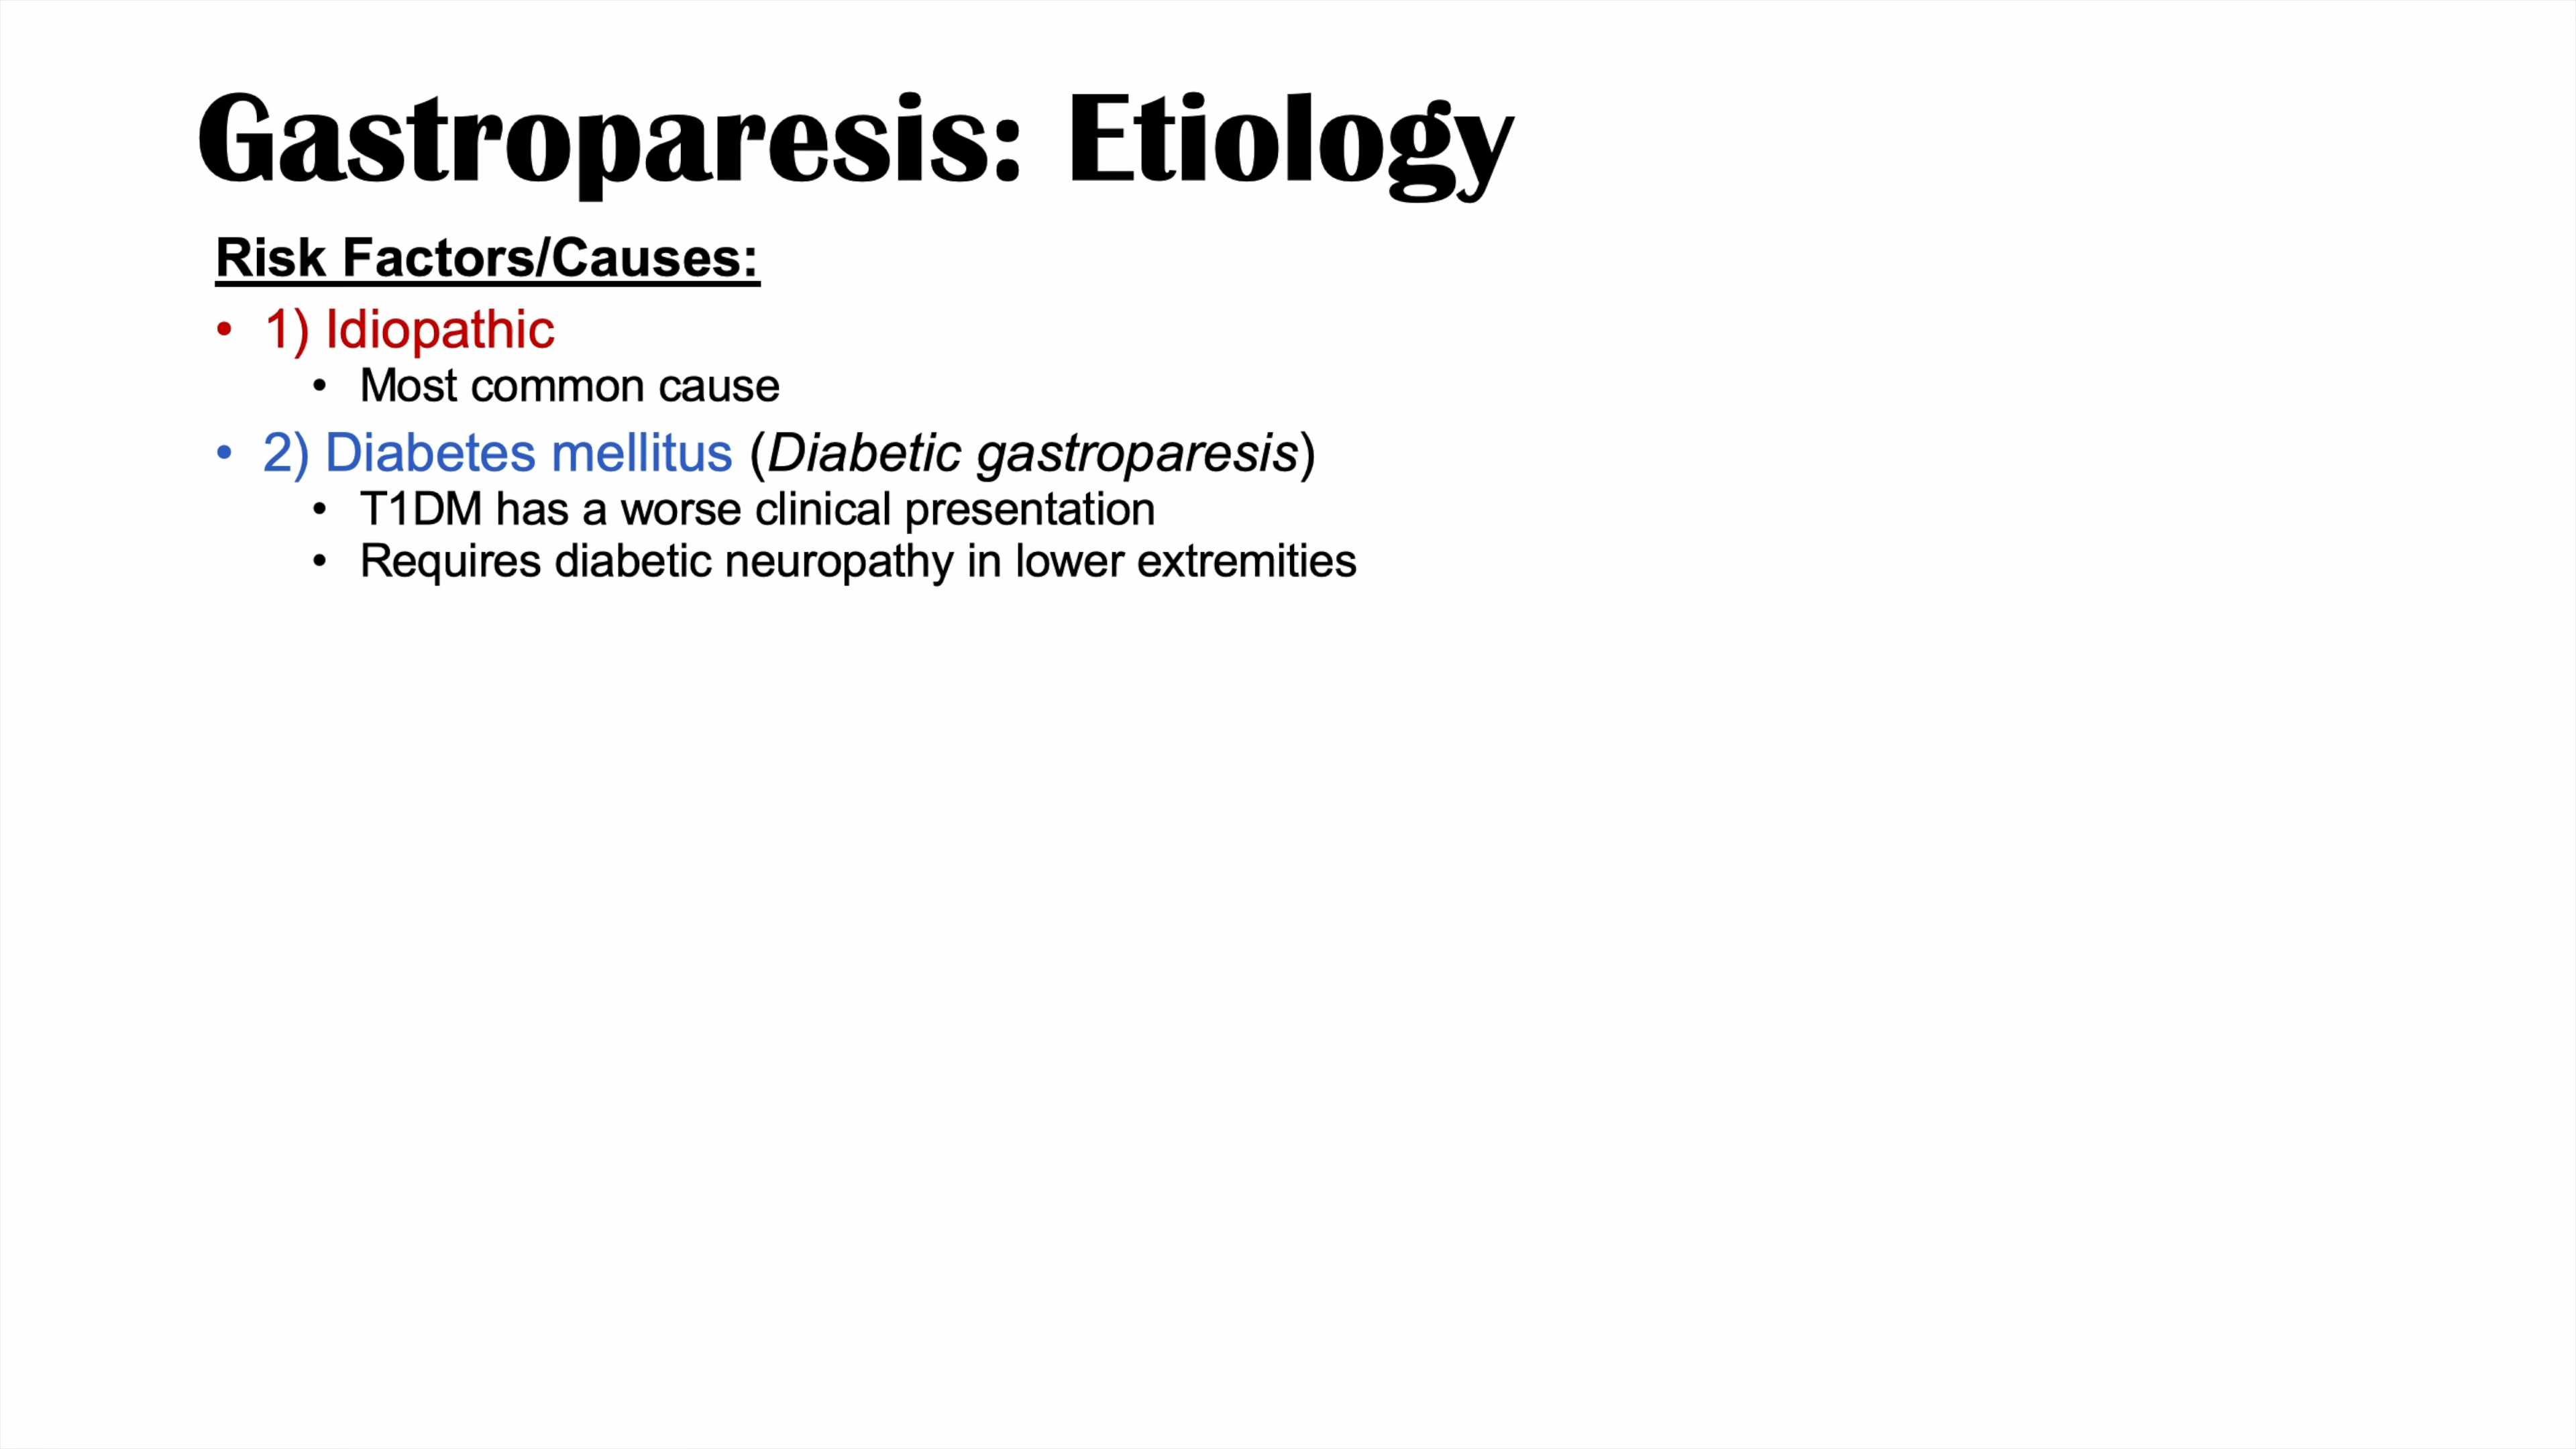 Gastroparesis: Etiology
Risk Factors/Causes:
• 1) Idiopathic
• Most common cause
• 2) Diabetes mellitus (Diabetic gastroparesis)
• T1DM has a worse clinical presentation
• Requires diabetic neuropathy in lower extremities